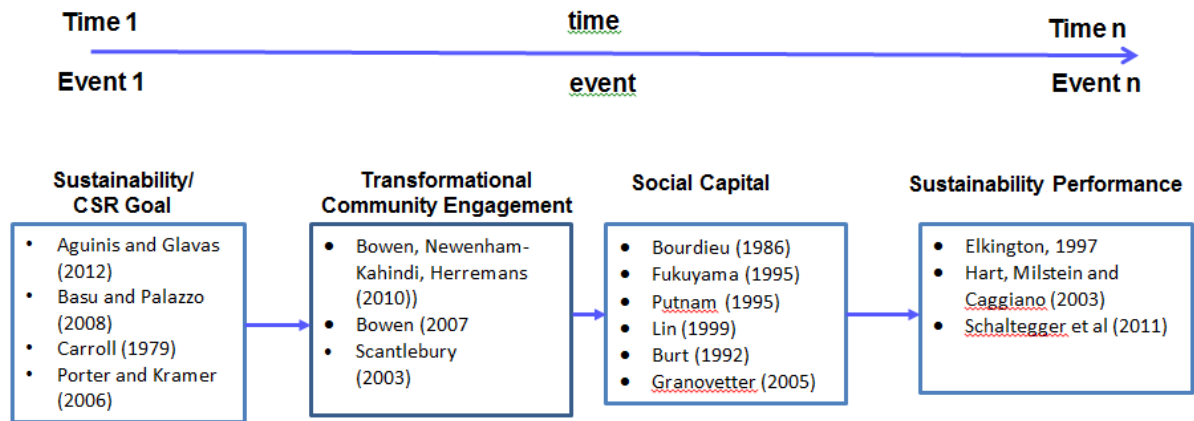 Time 1
time
Time n
Event 1
event
Event n
Sustainability/
CSR Goal
• Aguinis and Glavas
(2012)
• Basu and Palazzo
(2008)
• Carroll (1979)
• Porter and Kramer
(2006)
Transformational
Community Engagement
• Bowen, Newenham-
Kahindi, Herremans
(2010))
• Bowen (2007
• Scantlebury
(2003)
Social Capital
• Bourdieu (1986)
• Fukuyama (1995)
• Putnam (1995)
• Lin (1999)
• Burt (1992)
• Granovetter (2005)
Sustainability Performance
• Elkington, 1997
• Hart, Milstein and
Caggiano (2003)
• Schaltegger et al (2011)